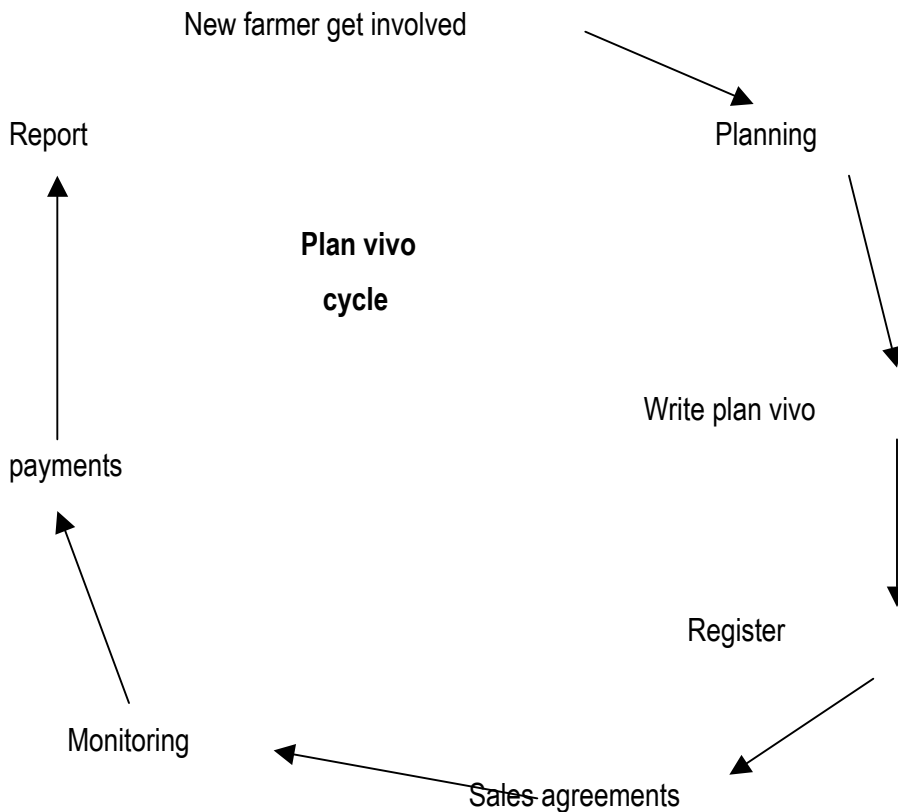 New farmer get involved
Planning
Write plan vivo
Register
Sales agreements
Monitoring
payments
Report
Plan vivo
cycle